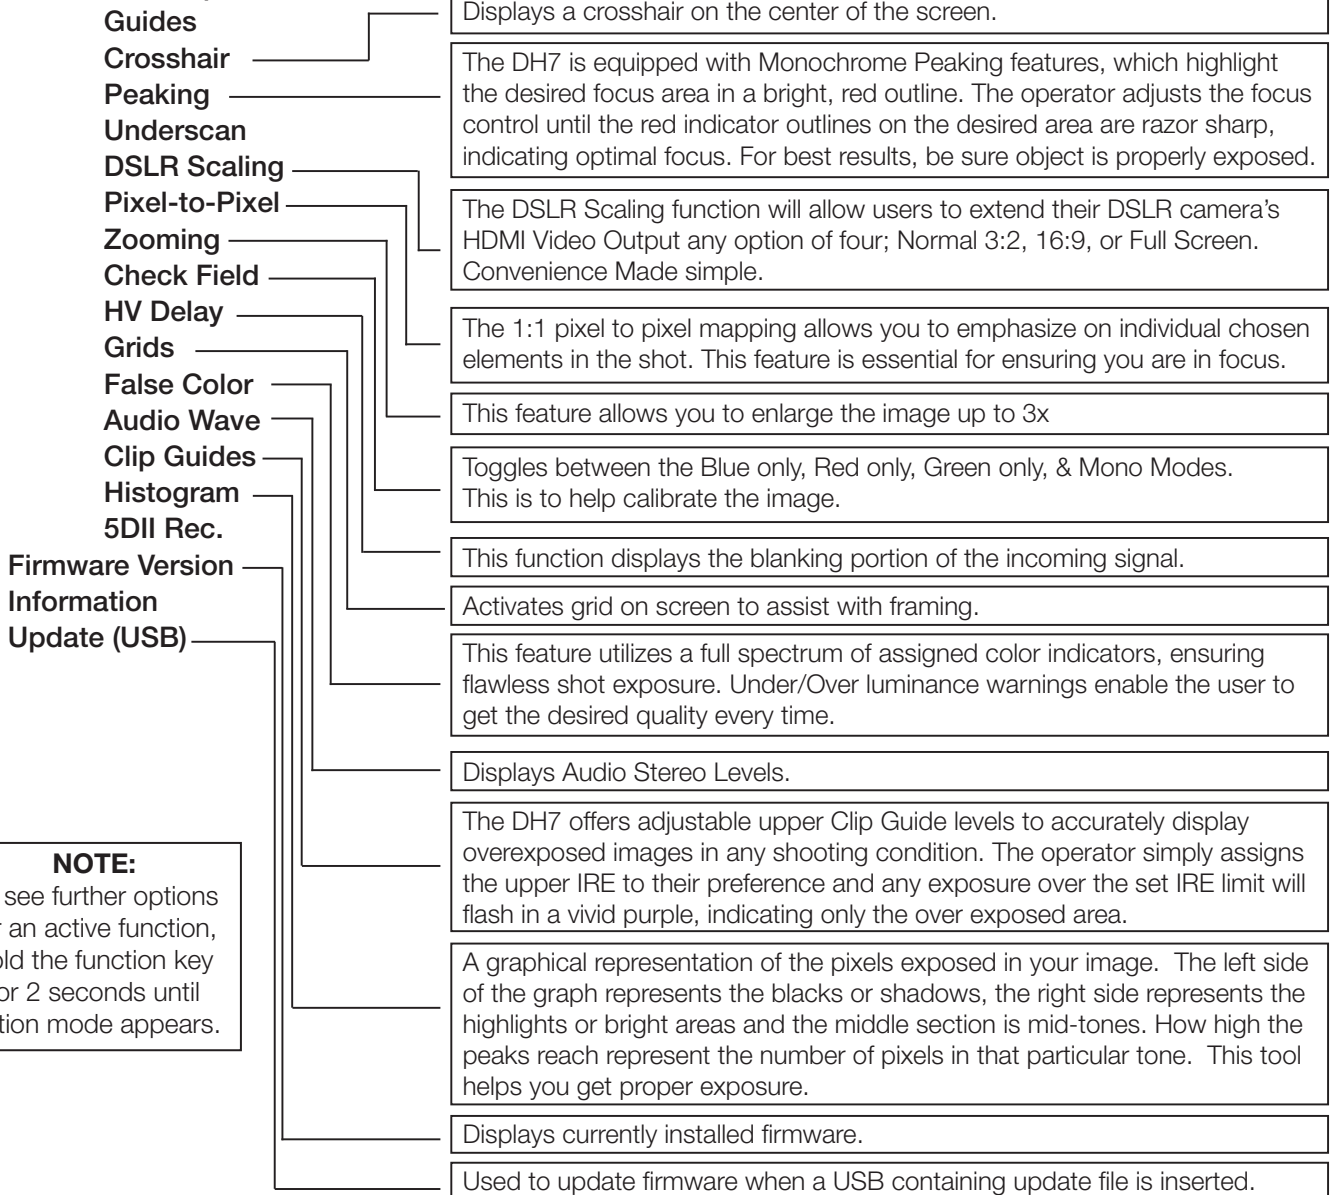 Guides
Crosshair
Peaking
Underscan
DSLR Scaling
Pixel-to-Pixel
Zooming
Check Field
HV Delay
Grids
False Color
Audio Wave
Clip Guides
Histogram
5DII Rec.
Firmware Version
Information
Update (USB)
NOTE:
see further options
an active function,
the function key
2 seconds until
mode appears.
Displays a crosshair on the center of the screen.
The DH7 is equipped with Monochrome Peaking features, which highlight
the desired focus area in a bright, red outline. The operator adjusts the focus
control until the red indicator outlines on the desired area are razor sharp,
indicating optimal focus. For best results, be sure object is properly exposed.
The DSLR Scaling function will allow users to extend their DSLR camera's
HDMI Video Output any option of four; Normal 3:2, 16:9, or Full Screen.
Convenience Made simple.
The 1:1 pixel to pixel mapping allows you to emphasize on individual chosen
elements in the shot. This feature is essential for ensuring you are in focus.
This feature allows you to enlarge the image up to 3x
Toggles between the Blue only, Red only, Green only, & Mono Modes.
This is to help calibrate the image.
This function displays the blanking portion of the incoming signal.
Activates grid on screen to assist with framing.
This feature utilizes a full spectrum of assigned color indicators, ensuring
flawless shot exposure. Under/Over luminance warnings enable the user to
get the desired quality every time.
Displays Audio Stereo Levels.
The DH7 offers adjustable upper Clip Guide levels to accurately display
overexposed images in any shooting condition. The operator simply assigns
the upper IRE to their preference and any exposure over the set IRE limit will
flash in a vivid purple, indicating only the over exposed area.
A graphical representation of the pixels exposed in your image. The left side
of the graph represents the blacks or shadows, the right side represents the
highlights or bright areas and the middle section is mid-tones. How high the
peaks reach represent the number of pixels in that particular tone. This tool
helps you get proper exposure.
Displays currently installed firmware.
Used to update firmware when a USB containing update file is inserted.